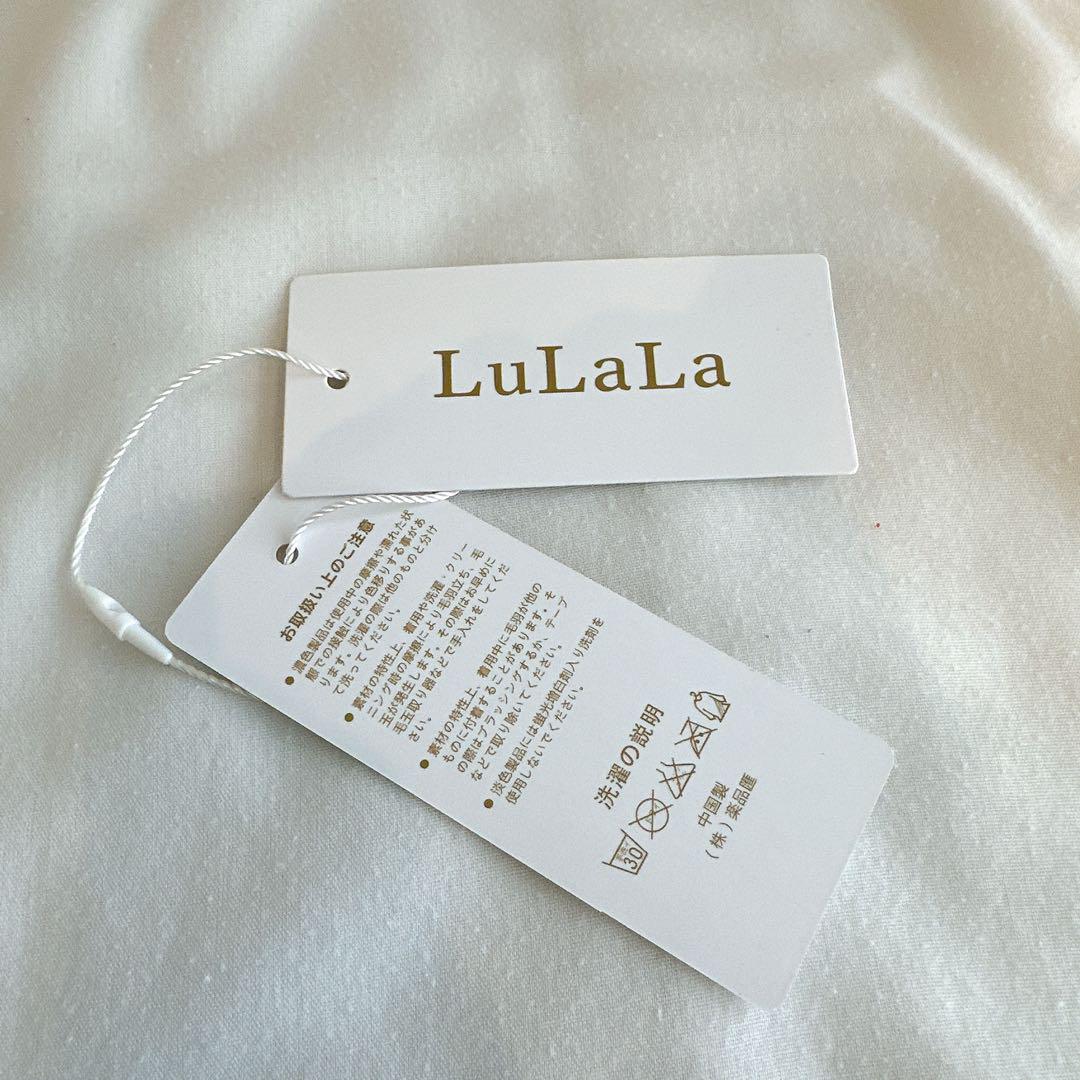 LuLaLa
お取扱い上のご注意
● 濃色製品は使用中の摩擦や濡れた状
態での接触により色移りする事があ
ります。洗濯の際は他のものと分け
て洗ってください。
● 素材の特性上、着用や洗濯・クリー
ニング時の摩擦により毛羽立ち、毛
玉が発生します。その際はお早めに
毛玉取り器などで手入れをしてくだ
さい。
● 素材の特性上、着用中に毛羽が他の
ものに付着することがあります。そ
の際はブラッシングするか、テープ
などで取り除いてください。
● 淡色製品には蛍光増白剤入り洗剤を
使用しないでください。
洗濯の説明
30
中国製
(株)楽品匯